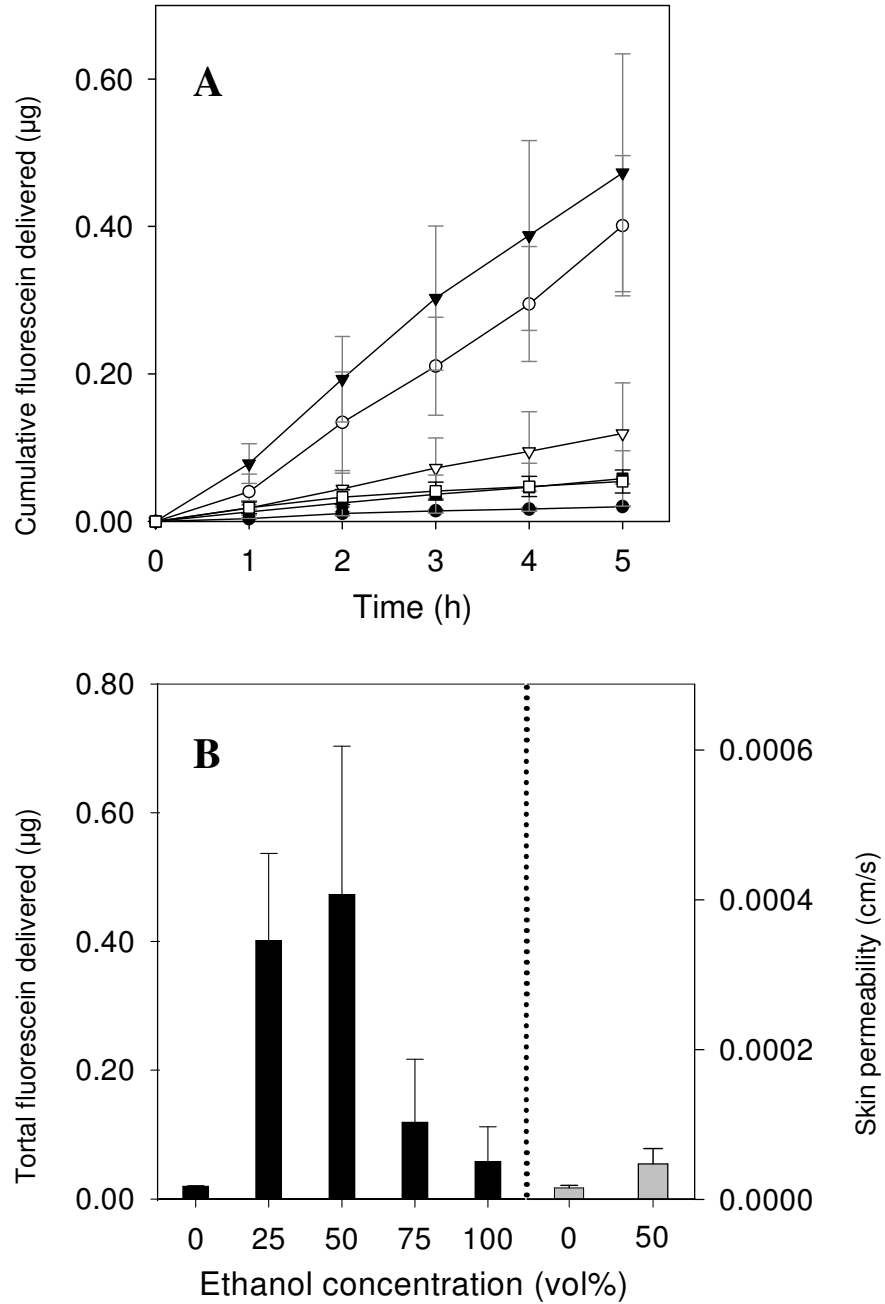 A
Cumulative fluorescein delivered (µg)
0.60
0.40
0.20
0.00
0 1 2 3 4 5
Time (h)
B
Tortal fluorescein delivered (µg)
0.80
0.60
0.40
0.20
0.00
Skin permeability (cm/s)
0.0006
0.0004
0.0002
0.0000
0 25 50 75 100 0 50
Ethanol concentration (vol%)